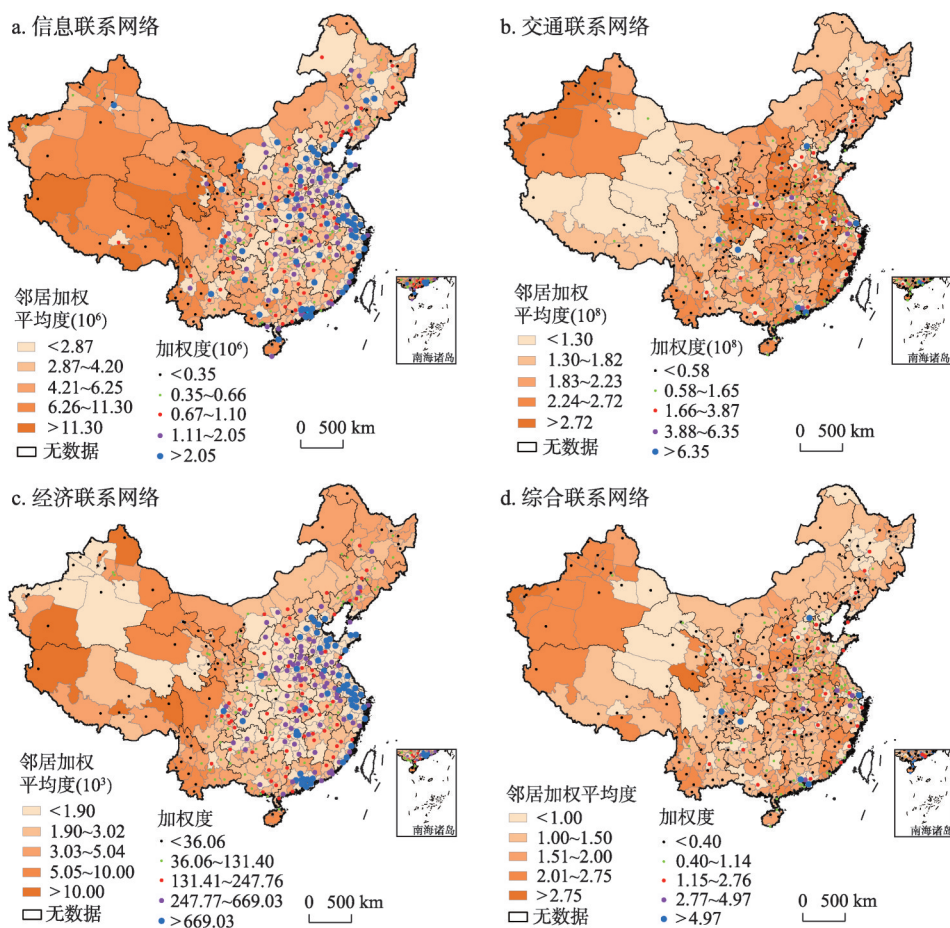 a. 信息联系网络
邻居加权
平均度(10⁶)
<2.87
2.87~4.20
4.21~6.25
6.26~11.30
>11.30
无数据
加权度(10⁶)
<0.35
0.35~0.66
0.67~1.10
1.11~2.05
>2.05
0 500 km
南海诸岛
b. 交通联系网络
邻居加权
平均度(10⁸)
<1.30
1.30~1.82
1.83~2.23
2.24~2.72
>2.72
无数据
加权度(10⁸)
<0.58
0.58~1.65
1.66~3.87
3.88~6.35
>6.35
0 500 km
南海诸岛
c. 经济联系网络
邻居加权
平均度(10³)
<1.90
1.90~3.02
3.03~5.04
5.05~10.00
>10.00
无数据
加权度
<36.06
36.06~131.40
131.41~247.76
247.77~669.03
>669.03
0 500 km
南海诸岛
d. 综合联系网络
邻居加权平均度
<1.00
1.00~1.50
1.51~2.00
2.01~2.75
>2.75
无数据
加权度
<0.40
0.40~1.14
1.15~2.76
2.77~4.97
>4.97
0 500 km
南海诸岛